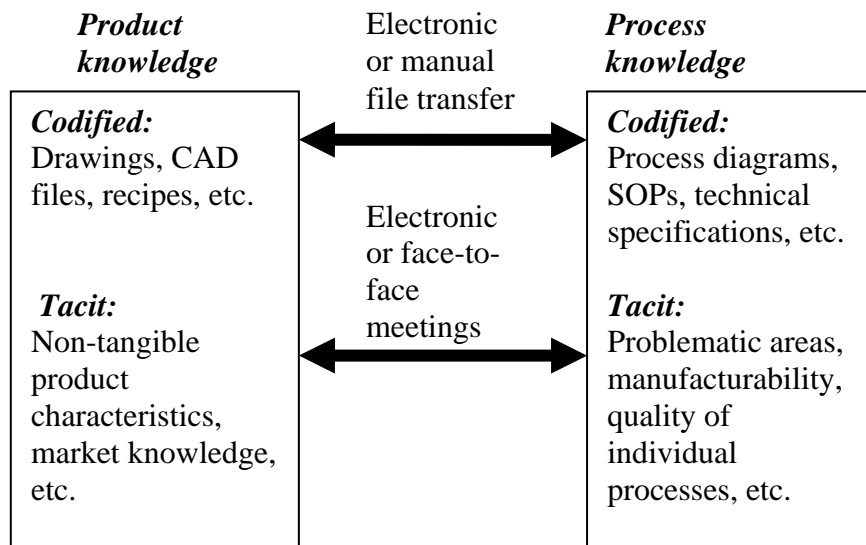 Product
knowledge
Codified:
Drawings, CAD
files, recipes, etc.
Tacit:
Non-tangible
product
characteristics,
market knowledge,
etc.
Electronic
or manual
file transfer
Electronic
or face-to-
face
meetings
Process
knowledge
Codified:
Process diagrams,
SOPs, technical
specifications, etc.
Tacit:
Problematic areas,
manufacturability,
quality of
individual
processes, etc.